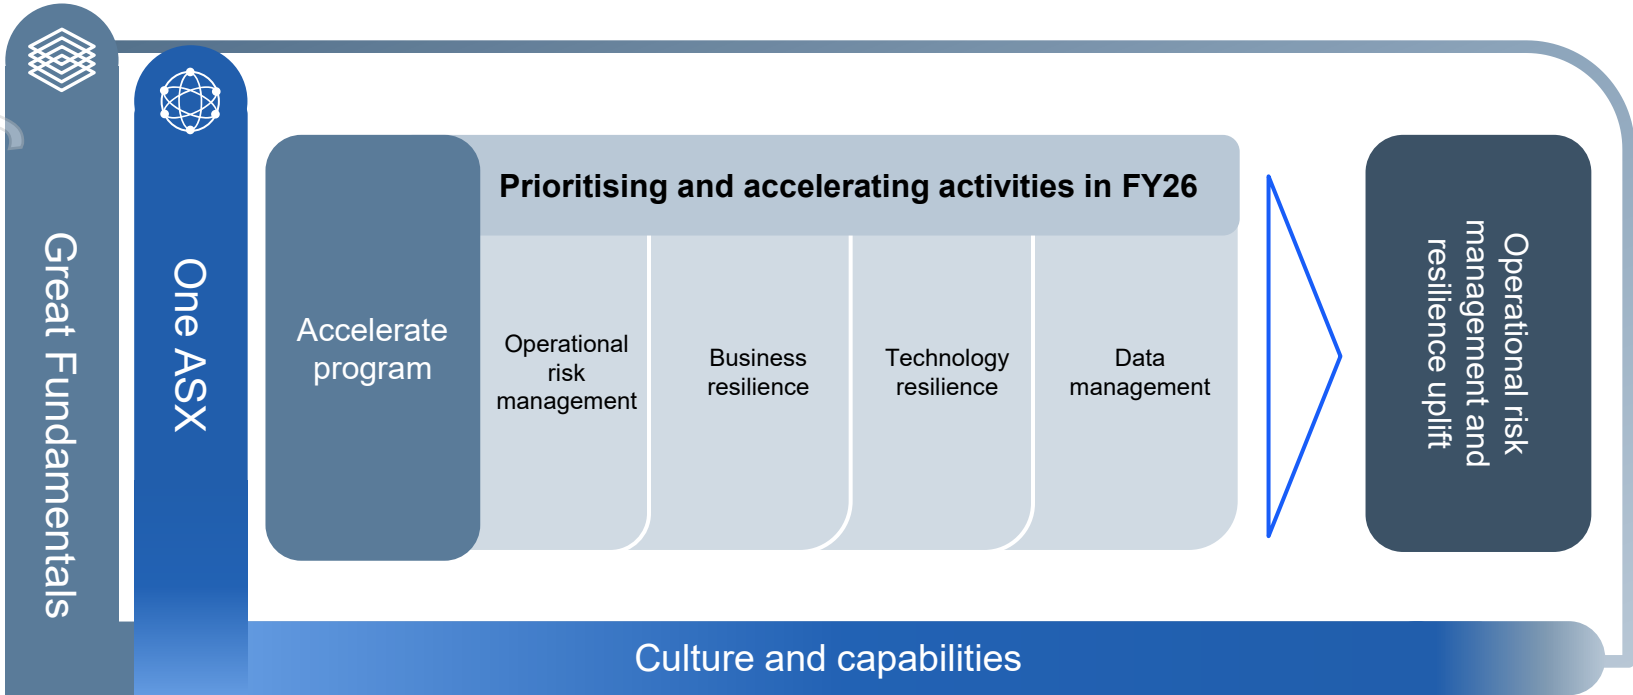 Great Fundamentals
One ASX
Accelerate
program
Prioritising and accelerating activities in FY26
Operational
risk
management
Business
resilience
Technology
resilience
Data
management
Operational risk
management and
resilience uplift
Culture and capabilities